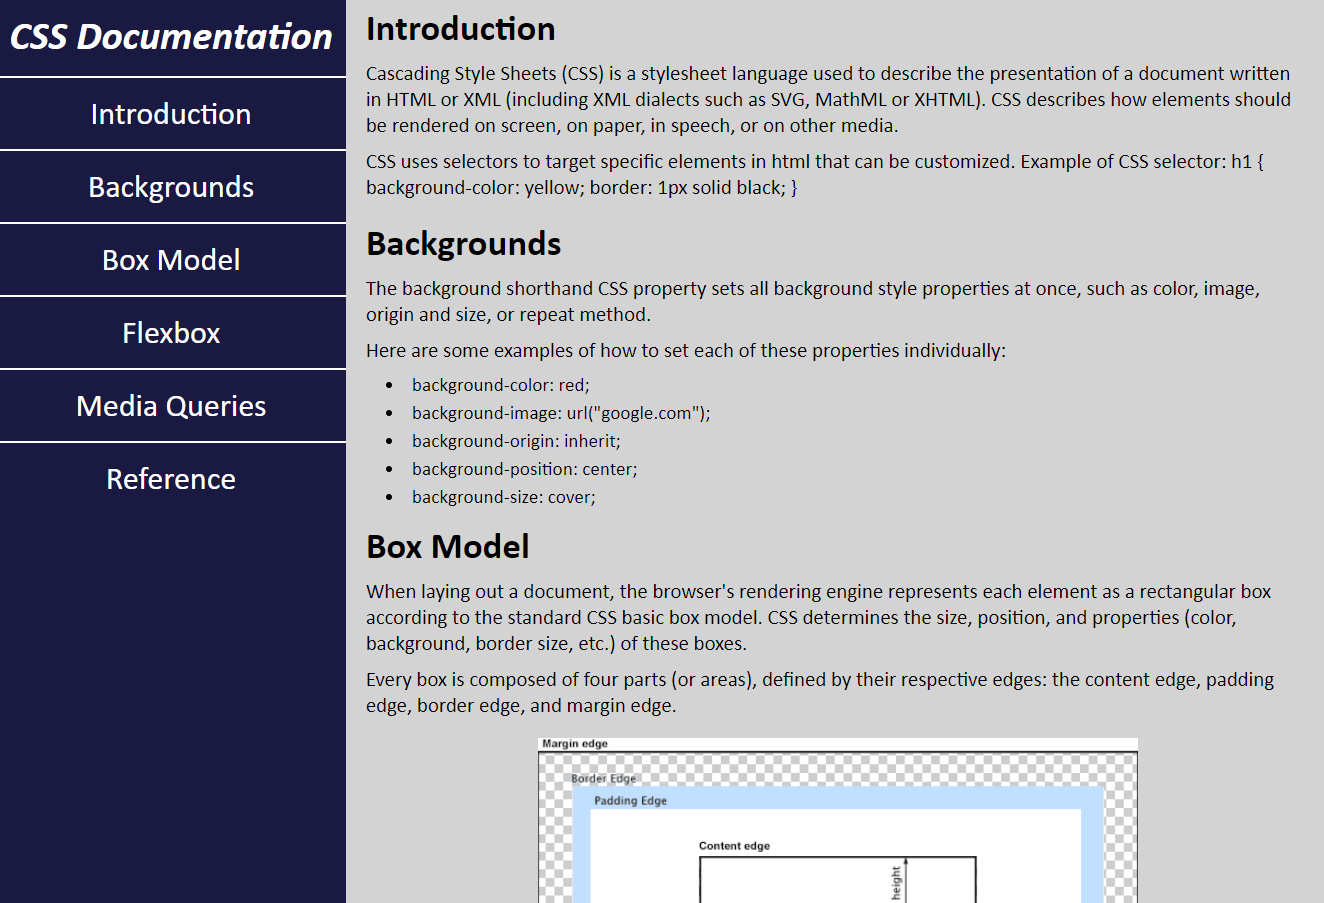 CSS Documentation
Introduction
Backgrounds
Box Model
Flexbox
Media Queries
Reference
Introduction
Cascading Style Sheets (CSS) is a stylesheet language used to describe the presentation of a document written
in HTML or XML (including XML dialects such as SVG, MathML or XHTML). CSS describes how elements should
be rendered on screen, on paper, in speech, or on other media.
CSS uses selectors to target specific elements in html that can be customized. Example of CSS selector: h1 {
background-color: yellow; border: 1px solid black; }
Backgrounds
The background shorthand CSS property sets all background style properties at once, such as color, image,
origin and size, or repeat method.
Here are some examples of how to set each of these properties individually:
• background-color: red;
• background-image: url("google.com");
• background-origin: inherit;
• background-position: center;
• background-size: cover;
Box Model
When laying out a document, the browser's rendering engine represents each element as a rectangular box
according to the standard CSS basic box model. CSS determines the size, position, and properties (color,
background, border size, etc.) of these boxes.
Every box is composed of four parts (or areas), defined by their respective edges: the content edge, padding
edge, border edge, and margin edge.
Margin edge
Border Edge
Padding Edge
Content edge
height